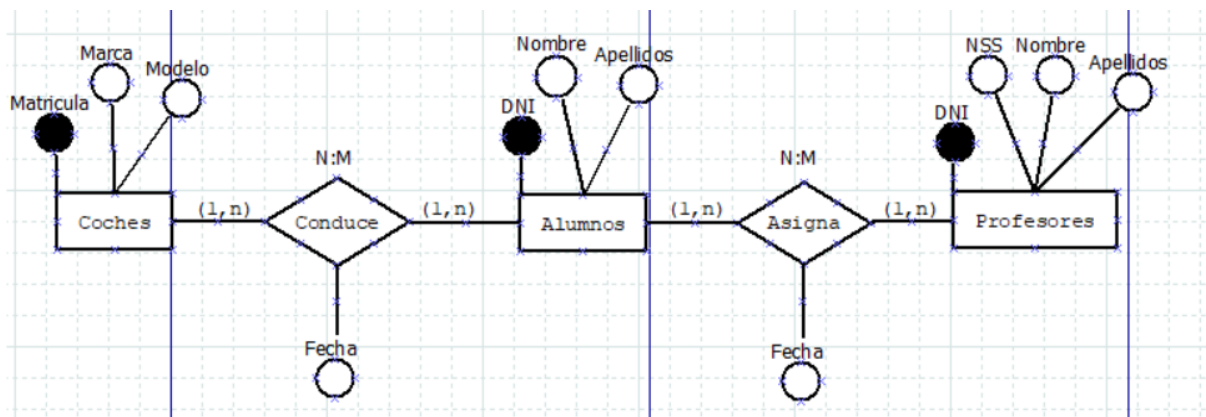 Marca
Modelo
Matricula
Nombre
Apellidos
DNI
NSS
Nombre
Apellidos
DNI
N:M
N:M
Coches
(1,n)
Conduce
(1,n)
Alumnos
(1,n)
Asigna
(1,n)
Profesores
Fecha
Fecha